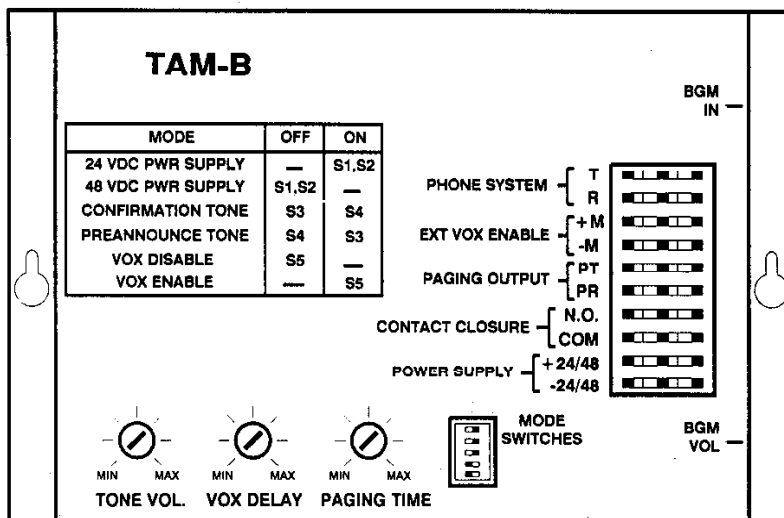 TAM-B
BGM
IN
MODE OFF ON
24 VDC PWR SUPPLY — S1,S2
48 VDC PWR SUPPLY S1,S2 —
CONFIRMATION TONE S3 S4
PREANNOUNCE TONE S4 S3
VOX DISABLE S5 —
VOX ENABLE — S5
PHONE SYSTEM
T
R
EXT VOX ENABLE
+M
-M
PAGING OUTPUT
PT
PR
CONTACT CLOSURE
N.O.
COM
POWER SUPPLY
+24/48
-24/48
MODE
SWITCHES
BGM
VOL
MIN MAX
TONE VOL.
MIN MAX
VOX DELAY
MIN MAX
PAGING TIME